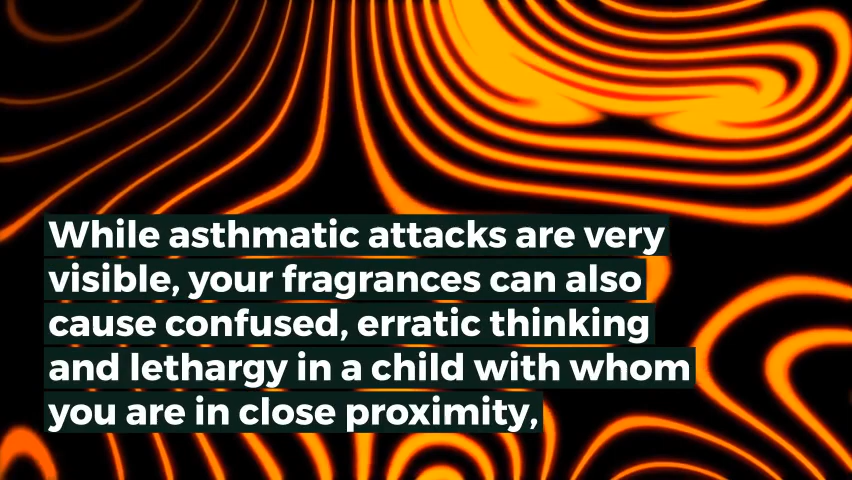 While asthmatic attacks are very
visible, your fragrances can also
cause confused, erratic thinking
and lethargy in a child with whom
you are in close proximity,